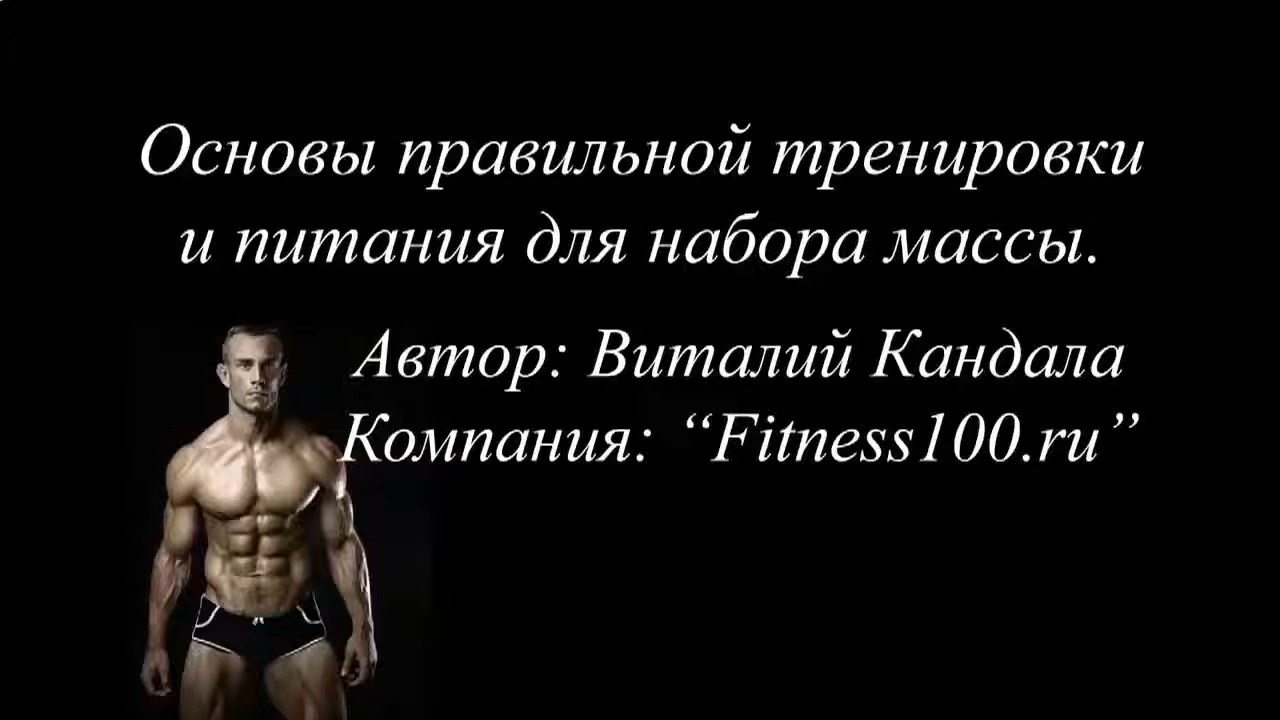 Основы правильной тренировки
и питания для набора массы.
Автор: Виталий Кандала
Компания: “Fitness100.ru”